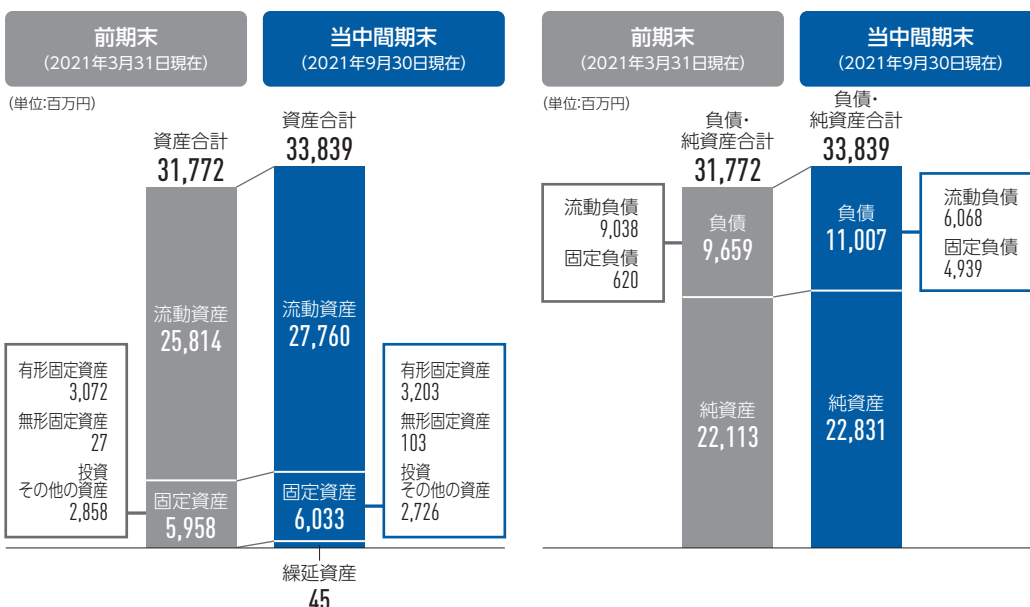 前期末
(2021年3月31日現在)
当中間期末
(2021年9月30日現在)
(単位:百万円)
資産合計
31,772
資産合計
33,839
流動資産
25,814
流動資産
27,760
有形固定資産
3,072
無形固定資産
27
投資
その他の資産
2,858
固定資産
5,958
固定資産
6,033
有形固定資産
3,203
無形固定資産
103
投資
その他の資産
2,726
繰延資産
45
前期末
(2021年3月31日現在)
当中間期末
(2021年9月30日現在)
(単位:百万円)
負債・
純資産合計
31,772
負債・
純資産合計
33,839
流動負債
9,038
固定負債
620
負債
9,659
負債
11,007
流動負債
6,068
固定負債
4,939
純資産
22,113
純資産
22,831